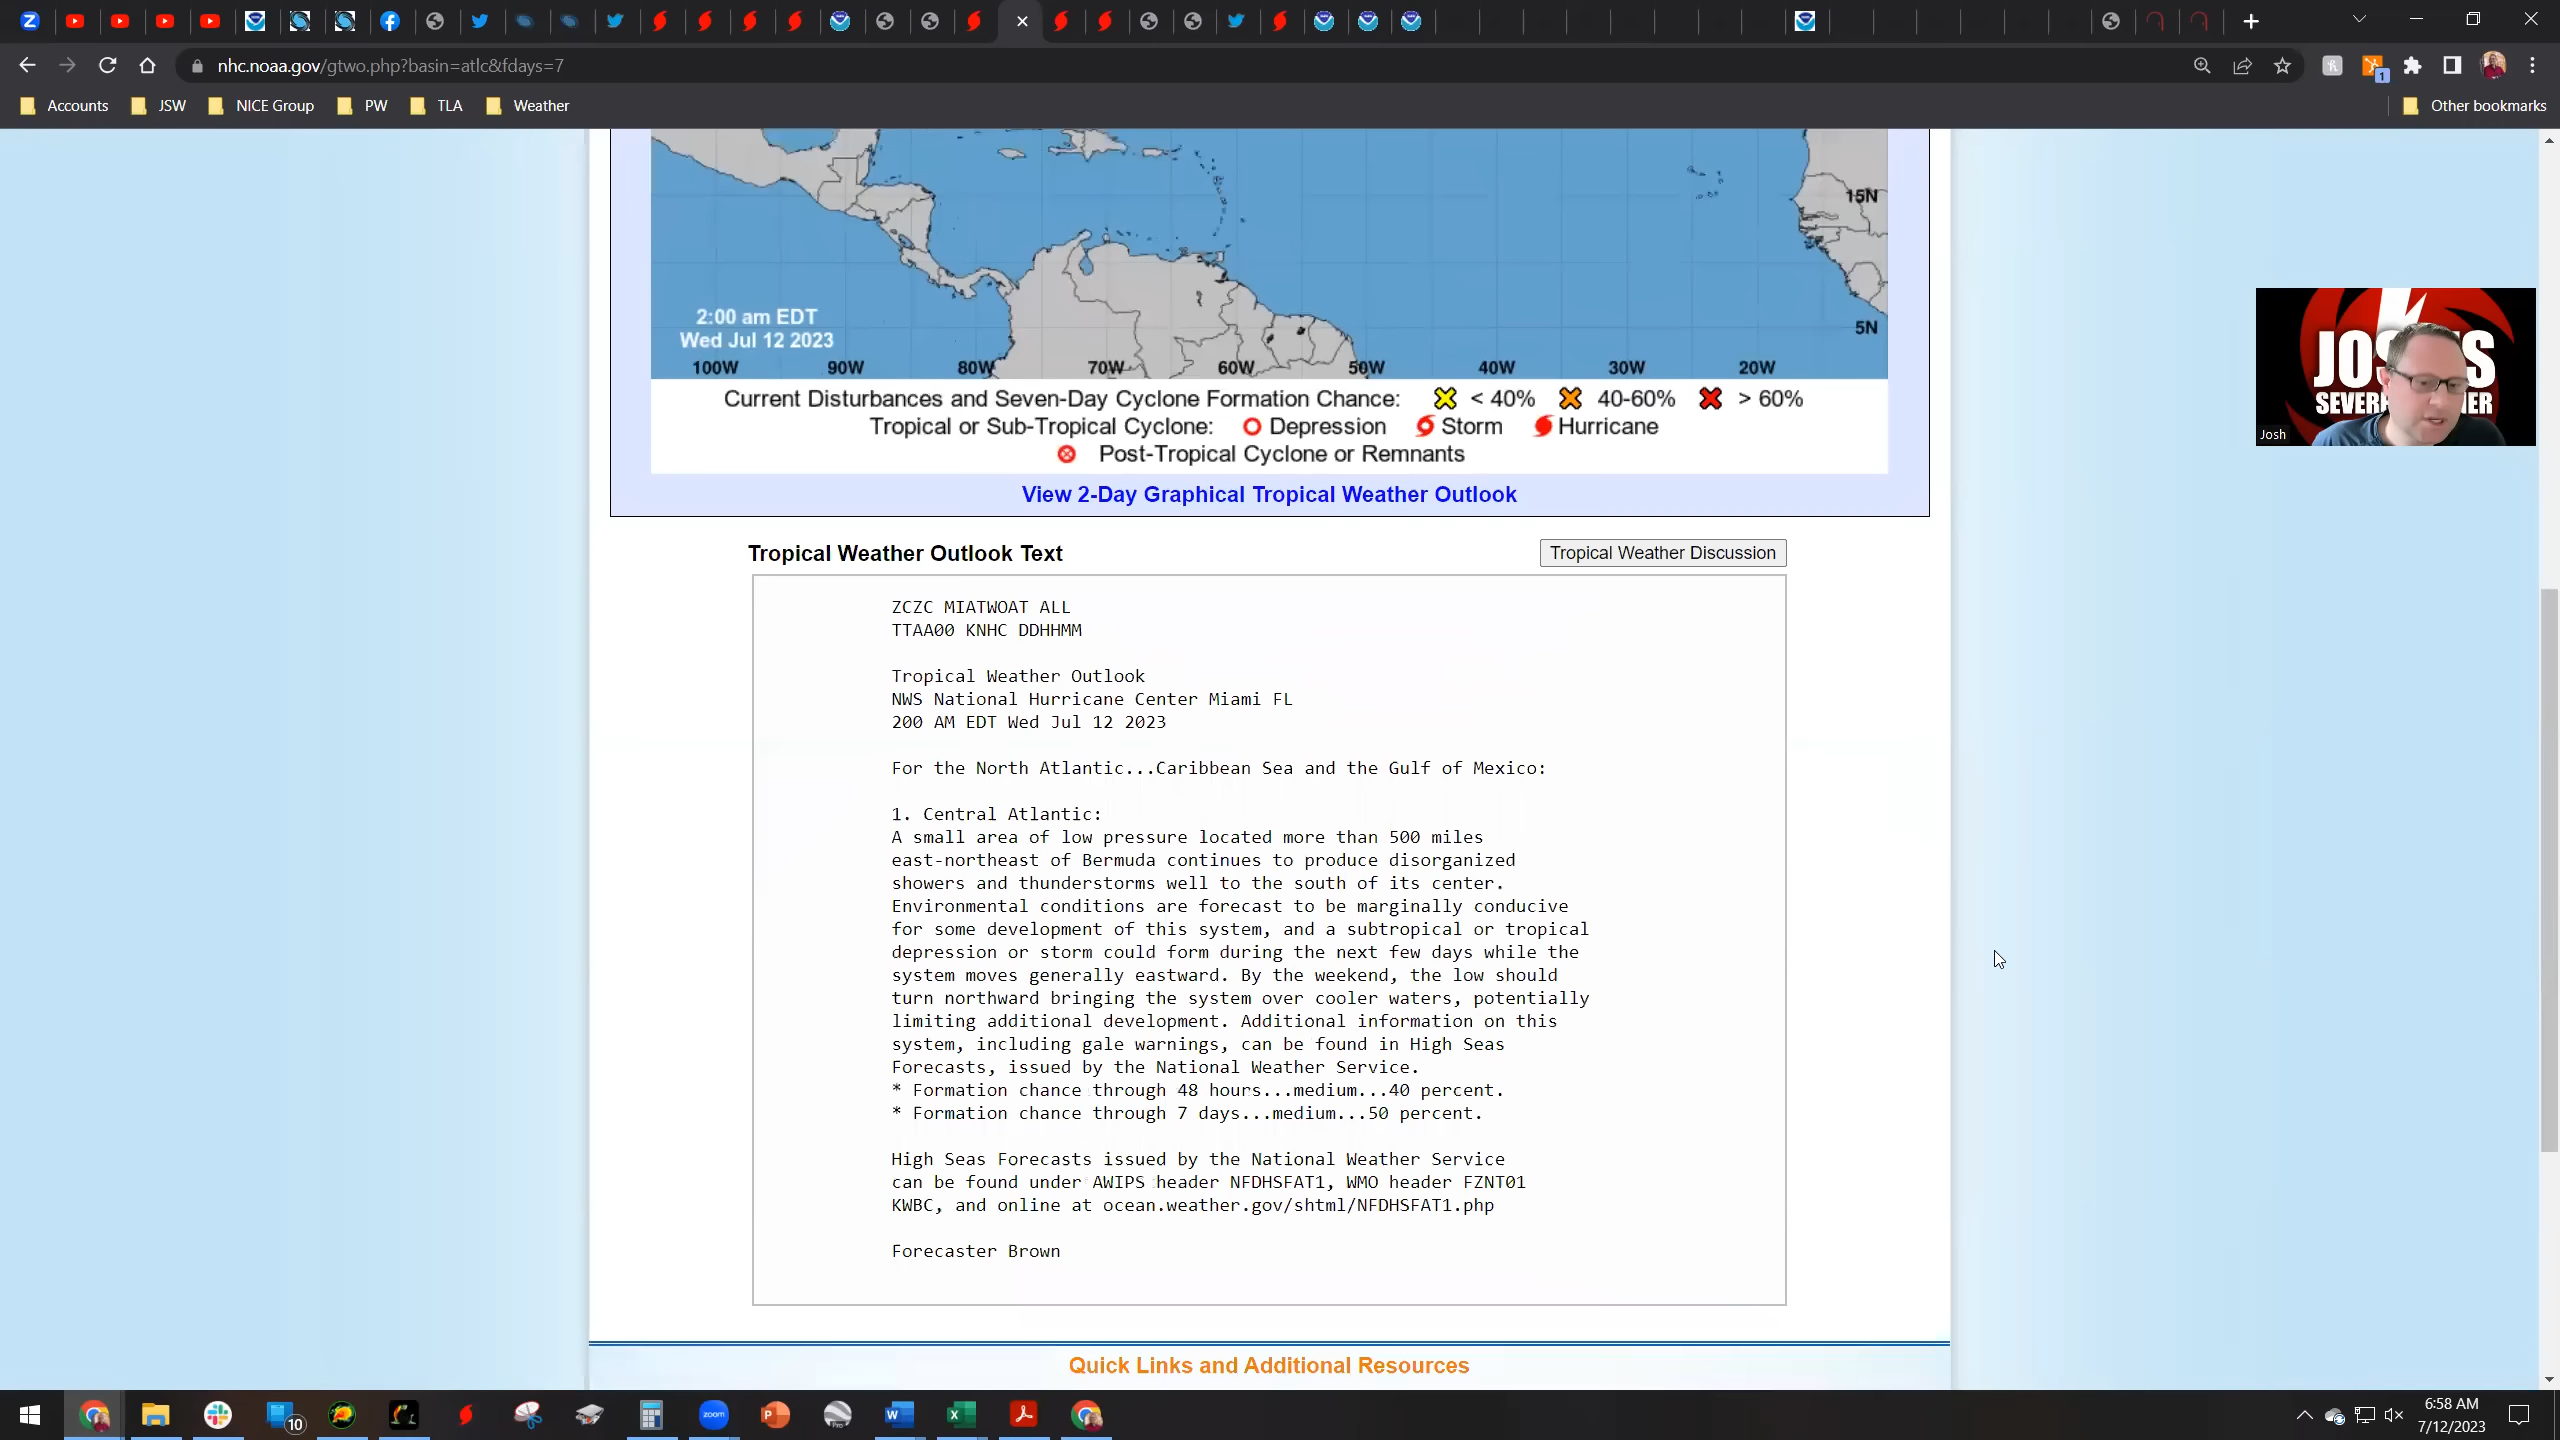 nhc.noaa.gov/gtwo.php?basin=atlc&fdays=7
1
Accounts
JSW
NICE Group
PW
TLA
Weather
Other bookmarks
15N
5N
2:00 am EDT
Wed Jul 12 2023
100W 90W 80W 70W 60W 50W 40W 30W 20W
Current Disturbances and Seven-Day Cyclone Formation Chance: < 40% 40-60% > 60%
Tropical or Sub-Tropical Cyclone: Depression Storm Hurricane
Post-Tropical Cyclone or Remnants
View 2-Day Graphical Tropical Weather Outlook
Josh
Tropical Weather Outlook Text
Tropical Weather Discussion
ZCZC MIATWOAT ALL
TTAA00 KNHC DDHHMM
Tropical Weather Outlook
NWS National Hurricane Center Miami FL
200 AM EDT Wed Jul 12 2023
For the North Atlantic...Caribbean Sea and the Gulf of Mexico:
1. Central Atlantic:
A small area of low pressure located more than 500 miles
east-northeast of Bermuda continues to produce disorganized
showers and thunderstorms well to the south of its center.
Environmental conditions are forecast to be marginally conducive
for some development of this system, and a subtropical or tropical
depression or storm could form during the next few days while the
system moves generally eastward. By the weekend, the low should
turn northward bringing the system over cooler waters, potentially
limiting additional development. Additional information on this
system, including gale warnings, can be found in High Seas
Forecasts, issued by the National Weather Service.
* Formation chance through 48 hours...medium...40 percent.
* Formation chance through 7 days...medium...50 percent.
High Seas Forecasts issued by the National Weather Service
can be found under AWIPS header NFDHSFAT1, WMO header FZNT01
KWBC, and online at ocean.weather.gov/shtml/NFDHSFAT1.php
Forecaster Brown
Quick Links and Additional Resources
10
zoom
6:58 AM
7/12/2023